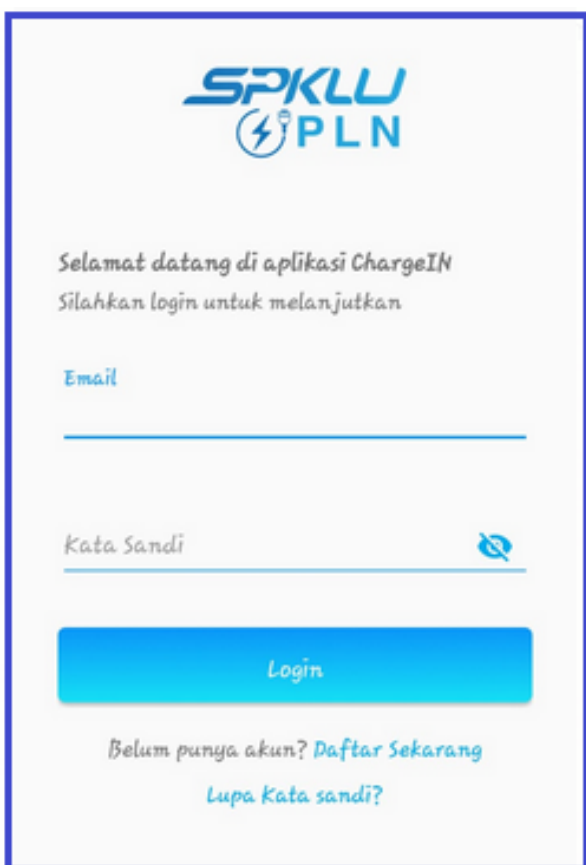 SPKLU
PLN
Selamat datang di aplikasi ChargeIN
Silahkan login untuk melanjutkan
Email
Kata Sandi
Login
Belum punya akun? Daftar Sekarang
Lupa Kata sandi?